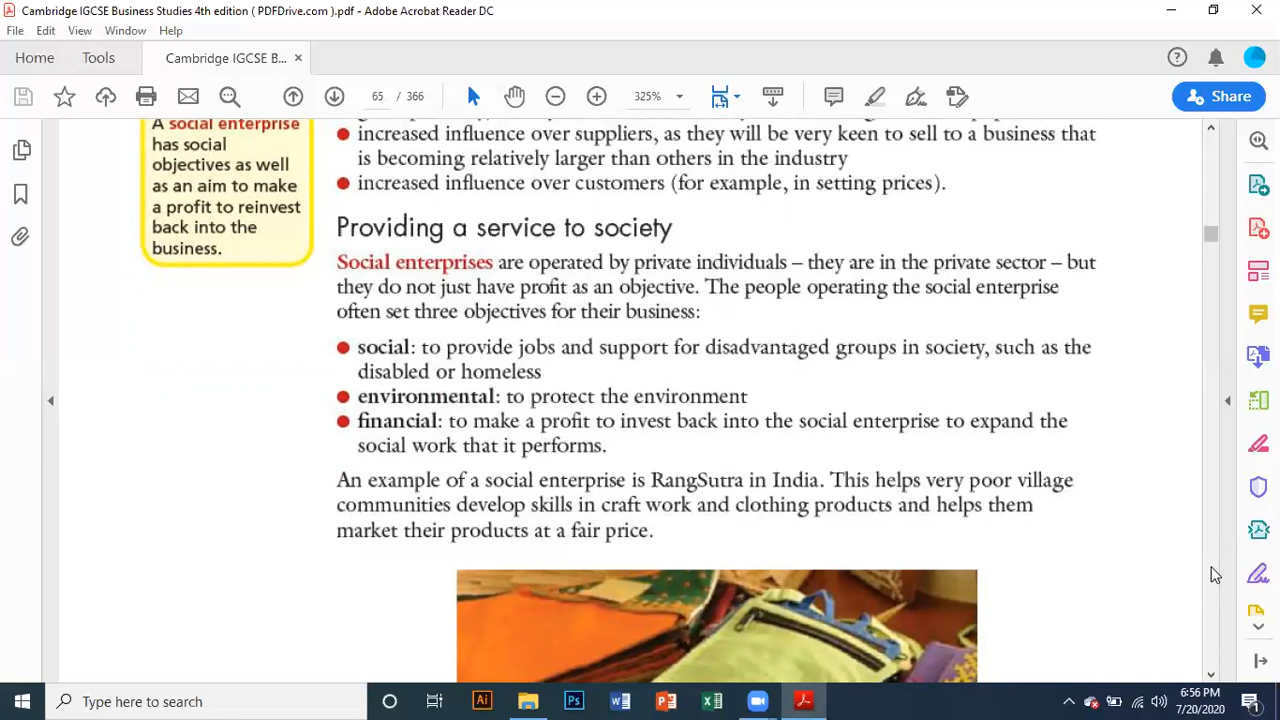 Cambridge IGCSE Business Studies 4th edition ( PDFDrive.com ).pdf - Adobe Acrobat Reader DC
File Edit View Window Help
Home Tools Cambridge IGCSE B... ×
65 / 366 325% Share
A social enterprise
has social
objectives as well
as an aim to make
a profit to reinvest
back into the
business.
increased influence over suppliers, as they will be very keen to sell to a business that
is becoming relatively larger than others in the industry
increased influence over customers (for example, in setting prices).
Providing a service to society
Social enterprises are operated by private individuals – they are in the private sector – but
they do not just have profit as an objective. The people operating the social enterprise
often set three objectives for their business:
social: to provide jobs and support for disadvantaged groups in society, such as the
disabled or homeless
environmental: to protect the environment
financial: to make a profit to invest back into the social enterprise to expand the
social work that it performs.
An example of a social enterprise is RangSutra in India. This helps very poor village
communities develop skills in craft work and clothing products and helps them
market their products at a fair price.
Type here to search
6:56 PM
7/20/2020